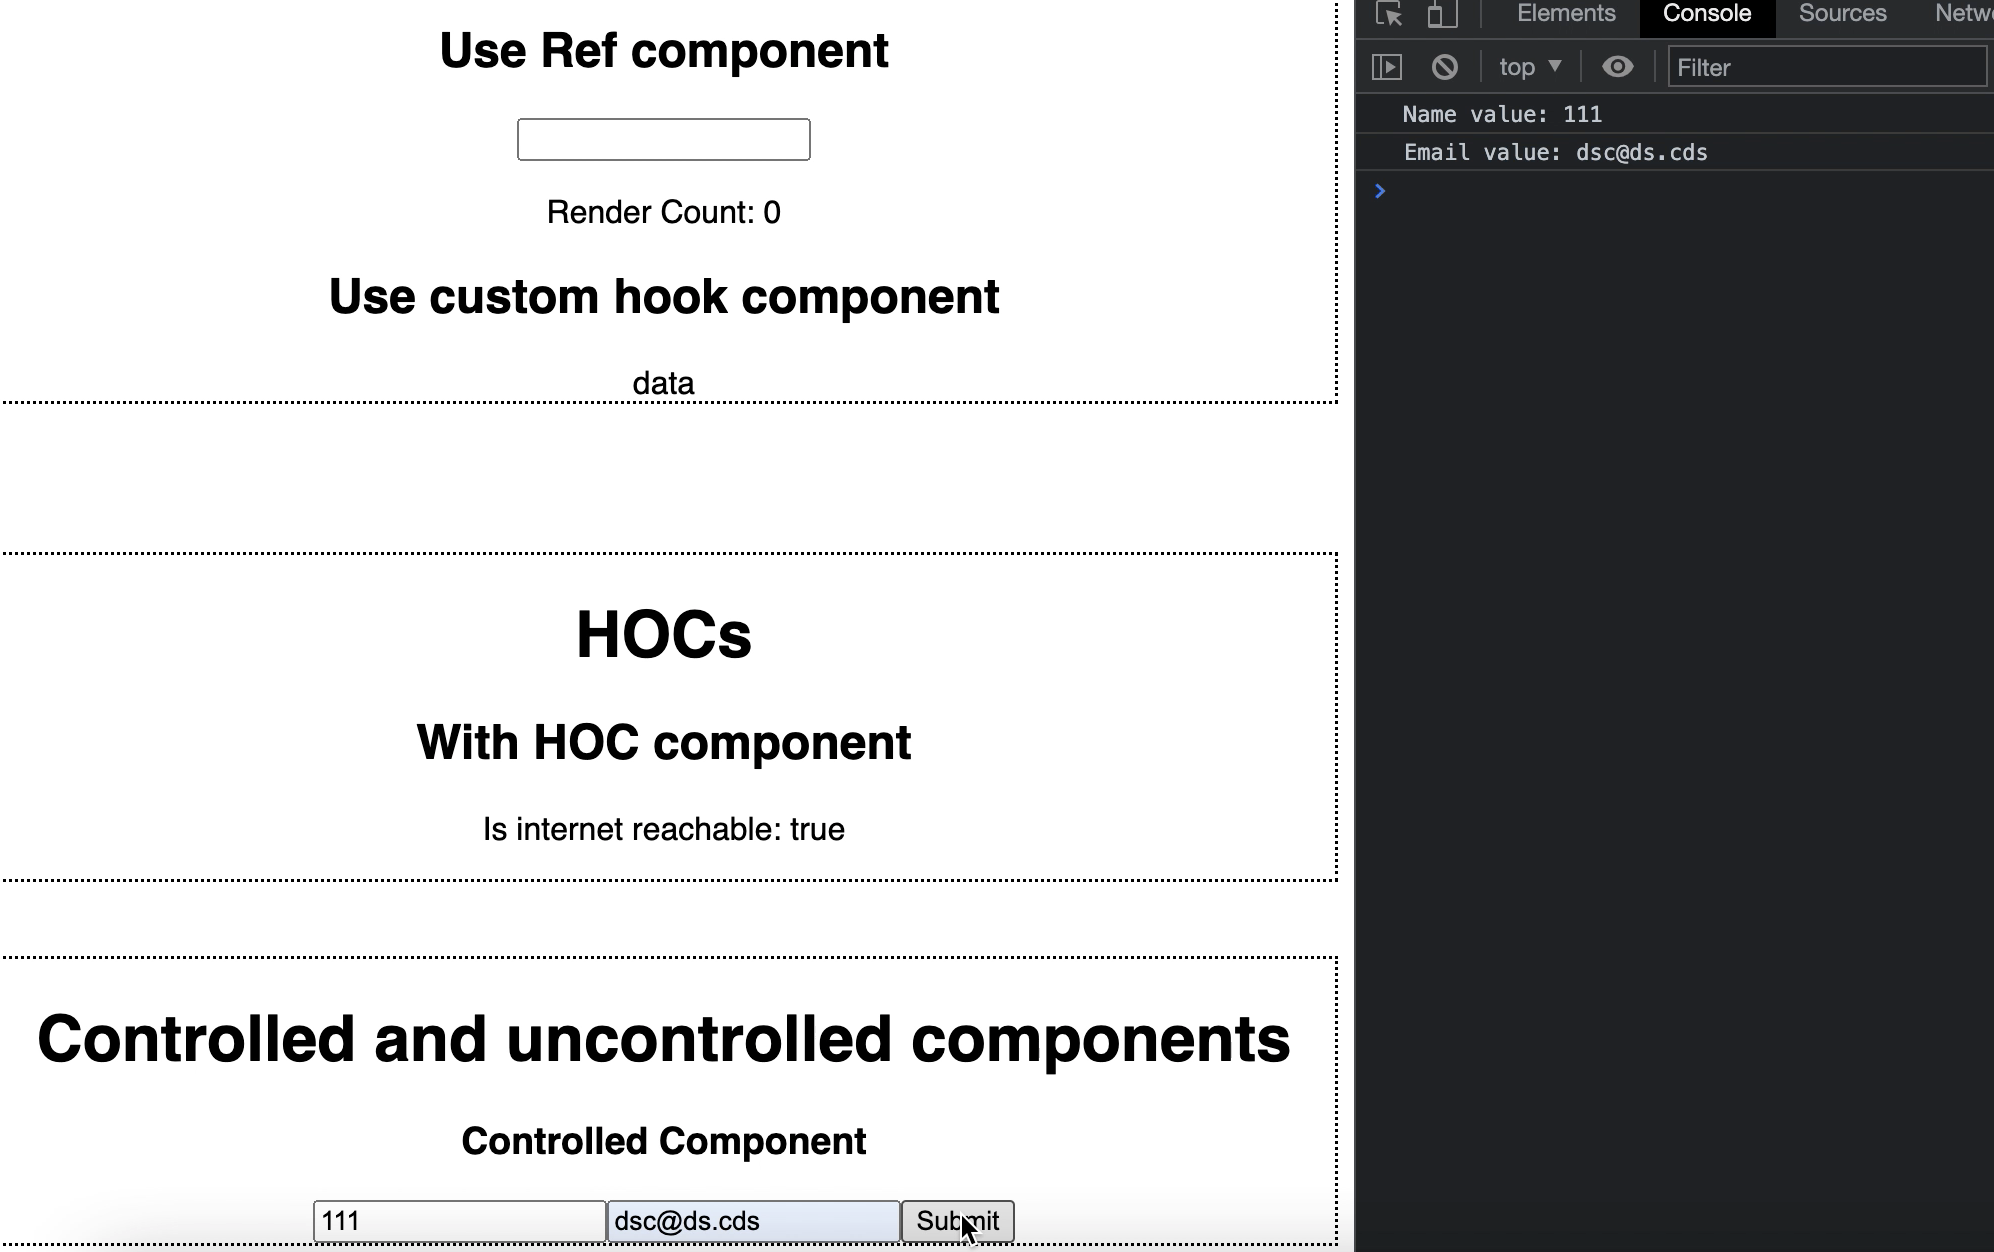 Use Ref component
Render Count: 0
Use custom hook component
data
HOCs
With HOC component
Is internet reachable: true
Controlled and uncontrolled components
Controlled Component
111 dsc@ds.cds Submit
Elements Console Sources Netw
top Filter
Name value: 111
Email value: dsc@ds.cds